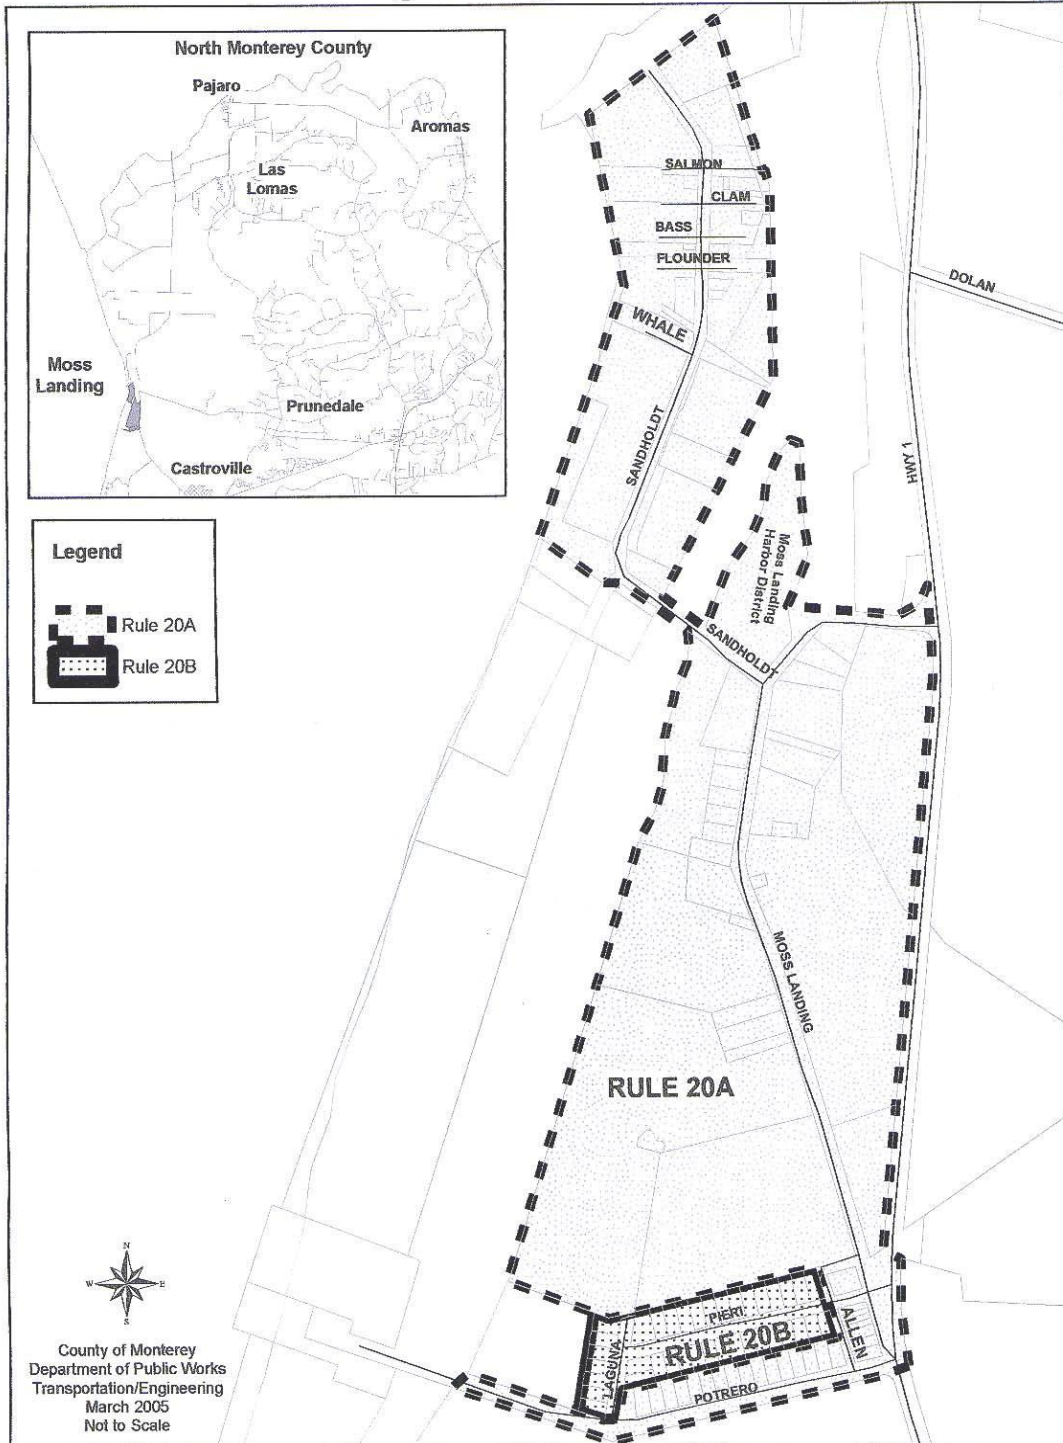 North Monterey County
Pajaro
Aromas
Las
Lomas
Moss
Landing
Prunedale
Castroville
Legend
Rule 20A
Rule 20B
SALMON
CLAM
BASS
FLOUNDER
WHALE
SANDHOLDT
DOLAN
HWY 1
Moss Landing
Harbor District
SANDHOLDT
MOSS LANDING
RULE 20A
PIERI
RULE 20B
LAGUNA
ALLEN
POTRERO
N
W
E
S
County of Monterey
Department of Public Works
Transportation/Engineering
March 2005
Not to Scale